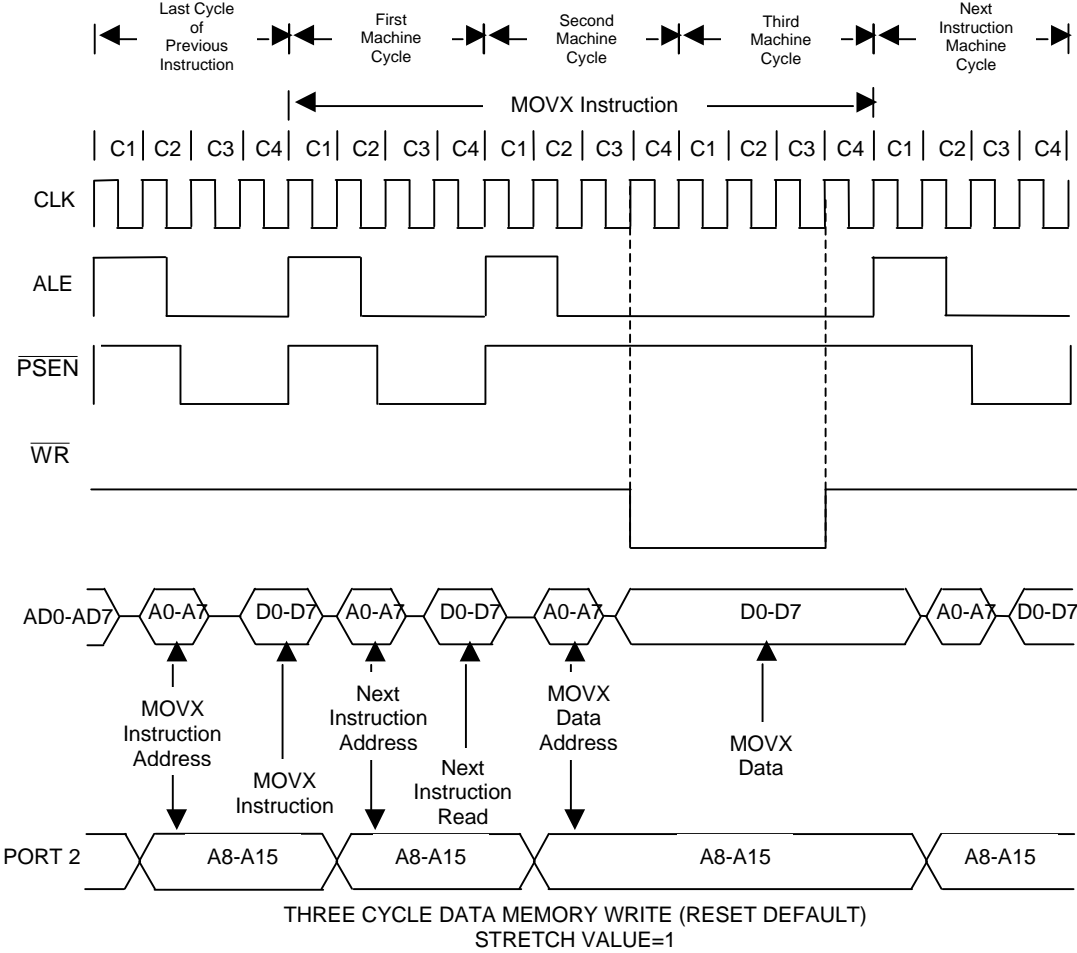 Last Cycle
of
Previous
Instruction
First
Machine
Cycle
Second
Machine
Cycle
Third
Machine
Cycle
Next
Instruction
Machine
Cycle
MOVX Instruction
C1 C2 C3 C4 C1 C2 C3 C4 C1 C2 C3 C4 C1 C2 C3 C4 C1 C2 C3 C4
CLK
ALE
PSEN
WR
AD0-AD7 A0-A7 D0-D7 A0-A7 D0-D7 A0-A7 D0-D7 A0-A7 D0-D7
MOVX
Instruction
Address
MOVX
Instruction
Next
Instruction
Address
Next
Instruction
Read
MOVX
Data
Address
MOVX
Data
PORT 2 A8-A15 A8-A15 A8-A15 A8-A15
THREE CYCLE DATA MEMORY WRITE (RESET DEFAULT)
STRETCH VALUE=1